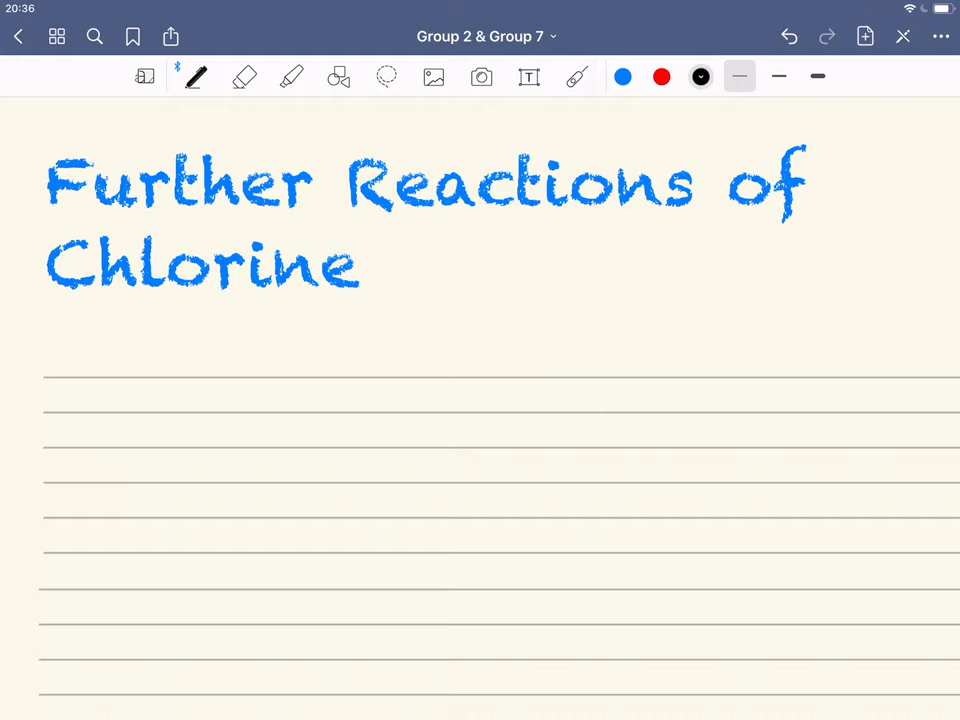 20:36
Group 2 & Group 7
T
Further Reactions of
Chlorine